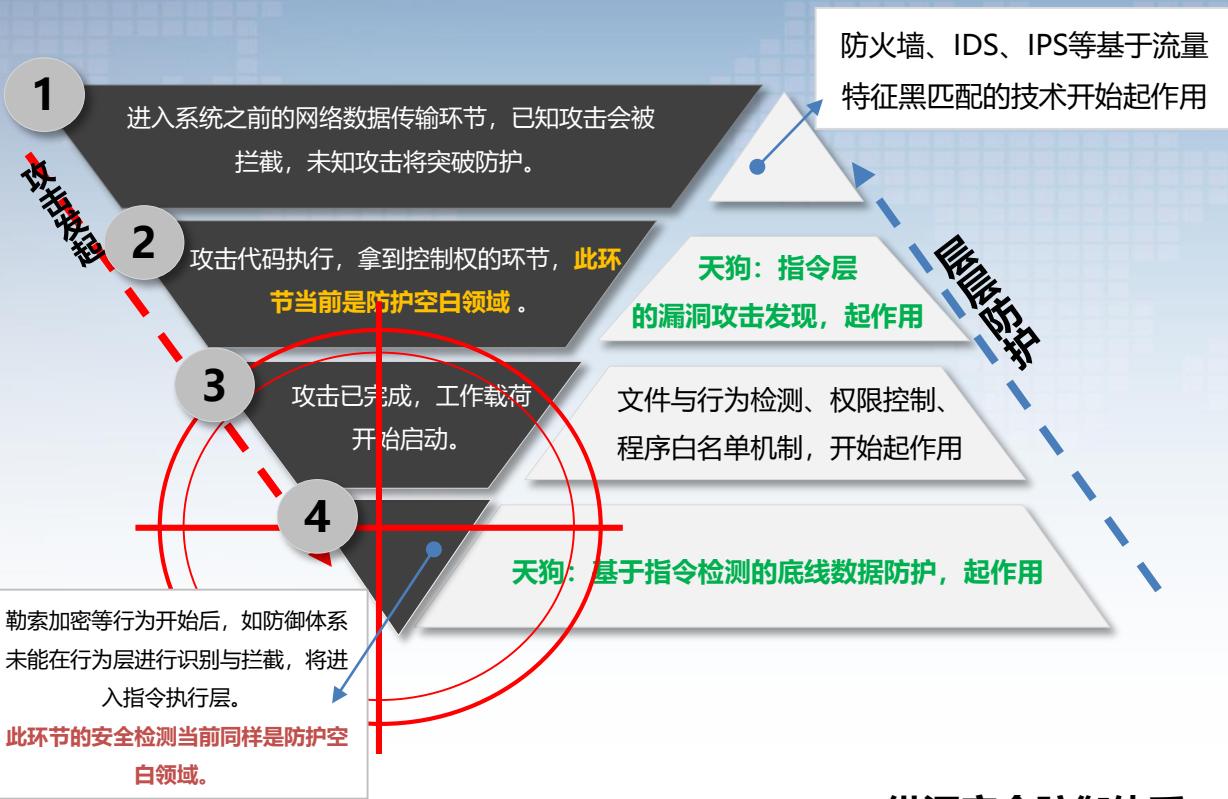 防火墙、IDS、IPS等基于流量
特征黑匹配的技术开始起作用
1
进入系统之前的网络数据传输环节，已知攻击会被
拦截，未知攻击将突破防护。
攻击发起
层层防护
2
攻击代码执行，拿到控制权的环节，此环
节当前是防护空白领域 。
天狗：指令层
的漏洞攻击发现，起作用
3
攻击已完成，工作载荷
开始启动。
文件与行为检测、权限控制、
程序白名单机制，开始起作用
4
天狗：基于指令检测的底线数据防护，起作用
勒索加密等行为开始后，如防御体系
未能在行为层进行识别与拦截，将进
入指令执行层。
此环节的安全检测当前同样是防护空
白领域。